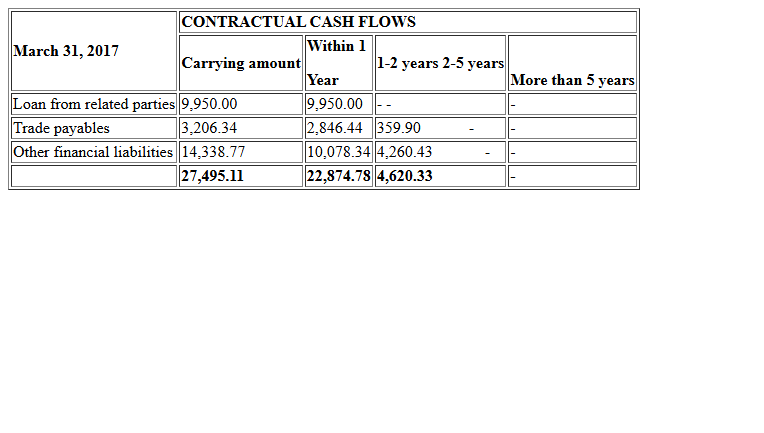 March 31, 2017 CONTRACTUAL CASH FLOWS
Carrying amount Within 1 Year 1-2 years 2-5 years More than 5 years
Loan from related parties 9,950.00 9,950.00 - - -
Trade payables 3,206.34 2,846.44 359.90 - -
Other financial liabilities 14,338.77 10,078.34 4,260.43 - -
27,495.11 22,874.78 4,620.33 -